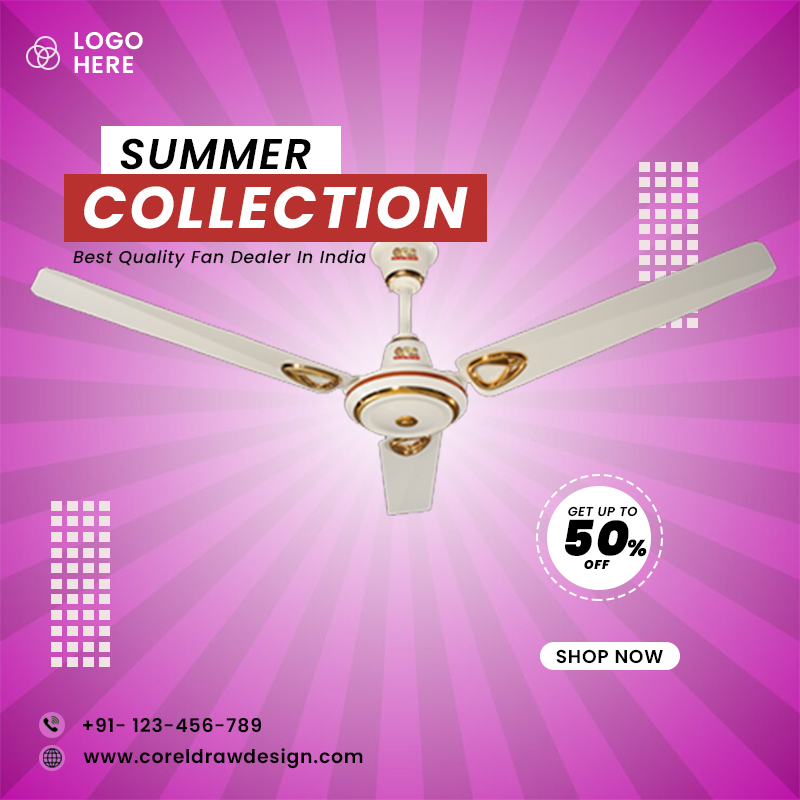 LOGO
HERE
SUMMER
COLLECTION
Best Quality Fan Dealer In India
GET UP TO
50%
OFF
SHOP NOW
+91- 123-456-789
www.coreldrawdesign.com